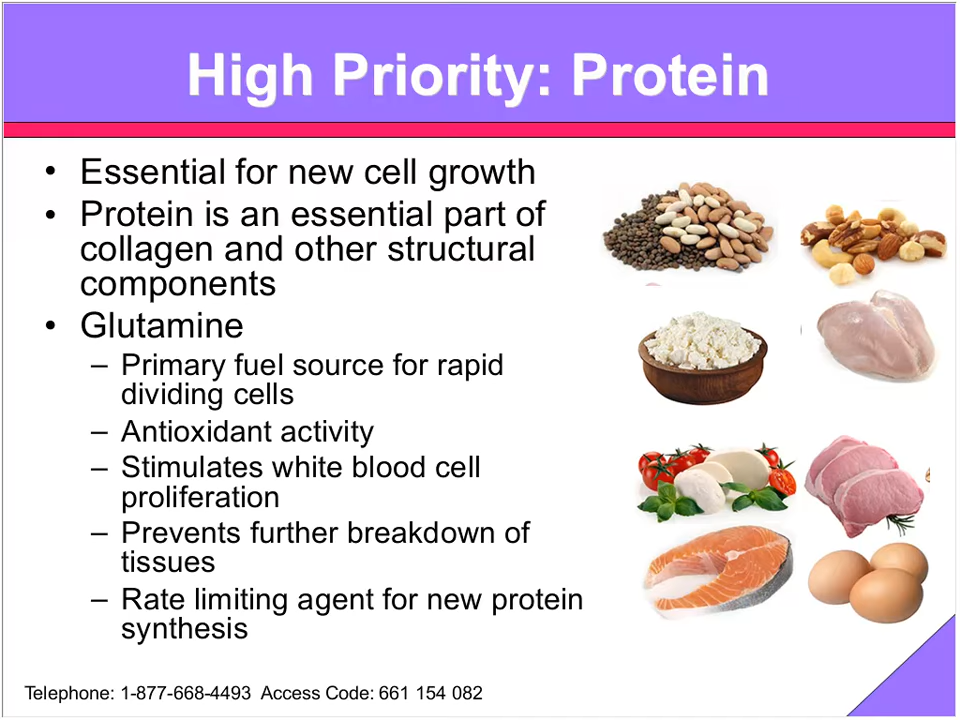 High Priority: Protein
• Essential for new cell growth
• Protein is an essential part of
collagen and other structural
components
• Glutamine
– Primary fuel source for rapid
dividing cells
– Antioxidant activity
– Stimulates white blood cell
proliferation
– Prevents further breakdown of
tissues
– Rate limiting agent for new protein
synthesis
Telephone: 1-877-668-4493 Access Code: 661 154 082